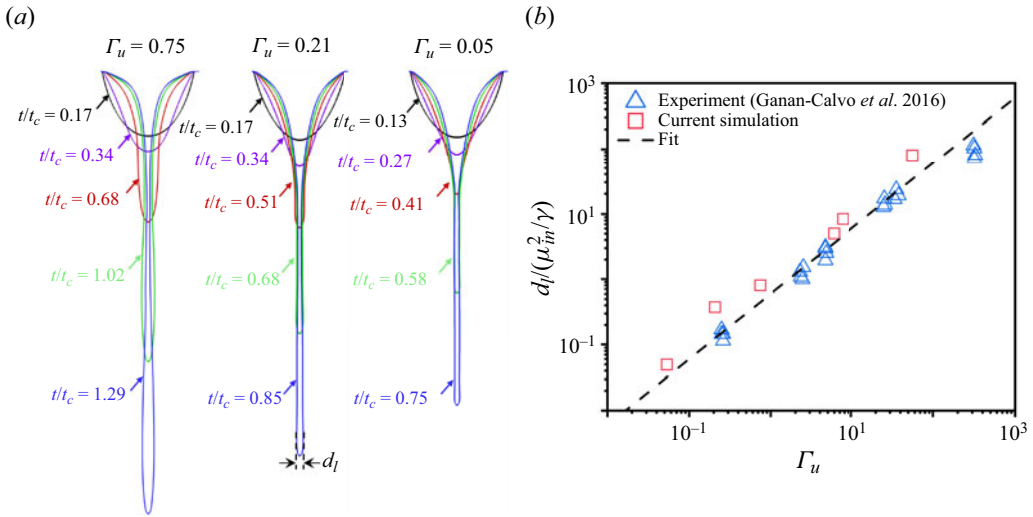 (a)
Γu = 0.75
Γu = 0.21
Γu = 0.05
t/tc = 0.17
t/tc = 0.34
t/tc = 0.68
t/tc = 1.02
t/tc = 1.29
t/tc = 0.17
t/tc = 0.34
t/tc = 0.51
t/tc = 0.68
t/tc = 0.85
dl
t/tc = 0.13
t/tc = 0.27
t/tc = 0.41
t/tc = 0.58
t/tc = 0.75
(b)
10³
10¹
10⁻¹
dl/(μ²in/γ)
Experiment (Ganan-Calvo et al. 2016)
Current simulation
Fit
10⁻¹
10¹
10³
Γu